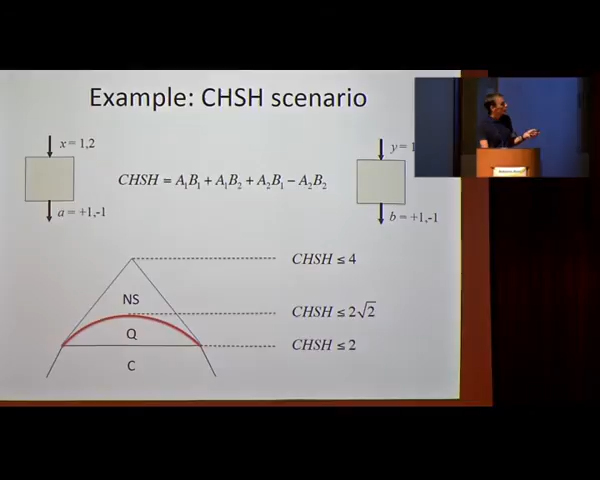 Example: CHSH scenario
x = 1,2
y = 1
CHSH = A₁B₁ + A₁B₂ + A₂B₁ − A₂B₂
a = +1,-1
b = +1,-1
CHSH ≤ 4
NS
CHSH ≤ 2√2
Q
CHSH ≤ 2
C